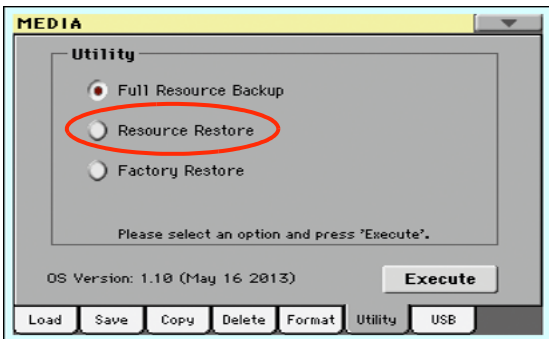 MEDIA
Utility
Full Resource Backup
Resource Restore
Factory Restore
Please select an option and press 'Execute'.
OS Version: 1.10 (May 16 2013)
Execute
Load Save Copy Delete Format Utility USB